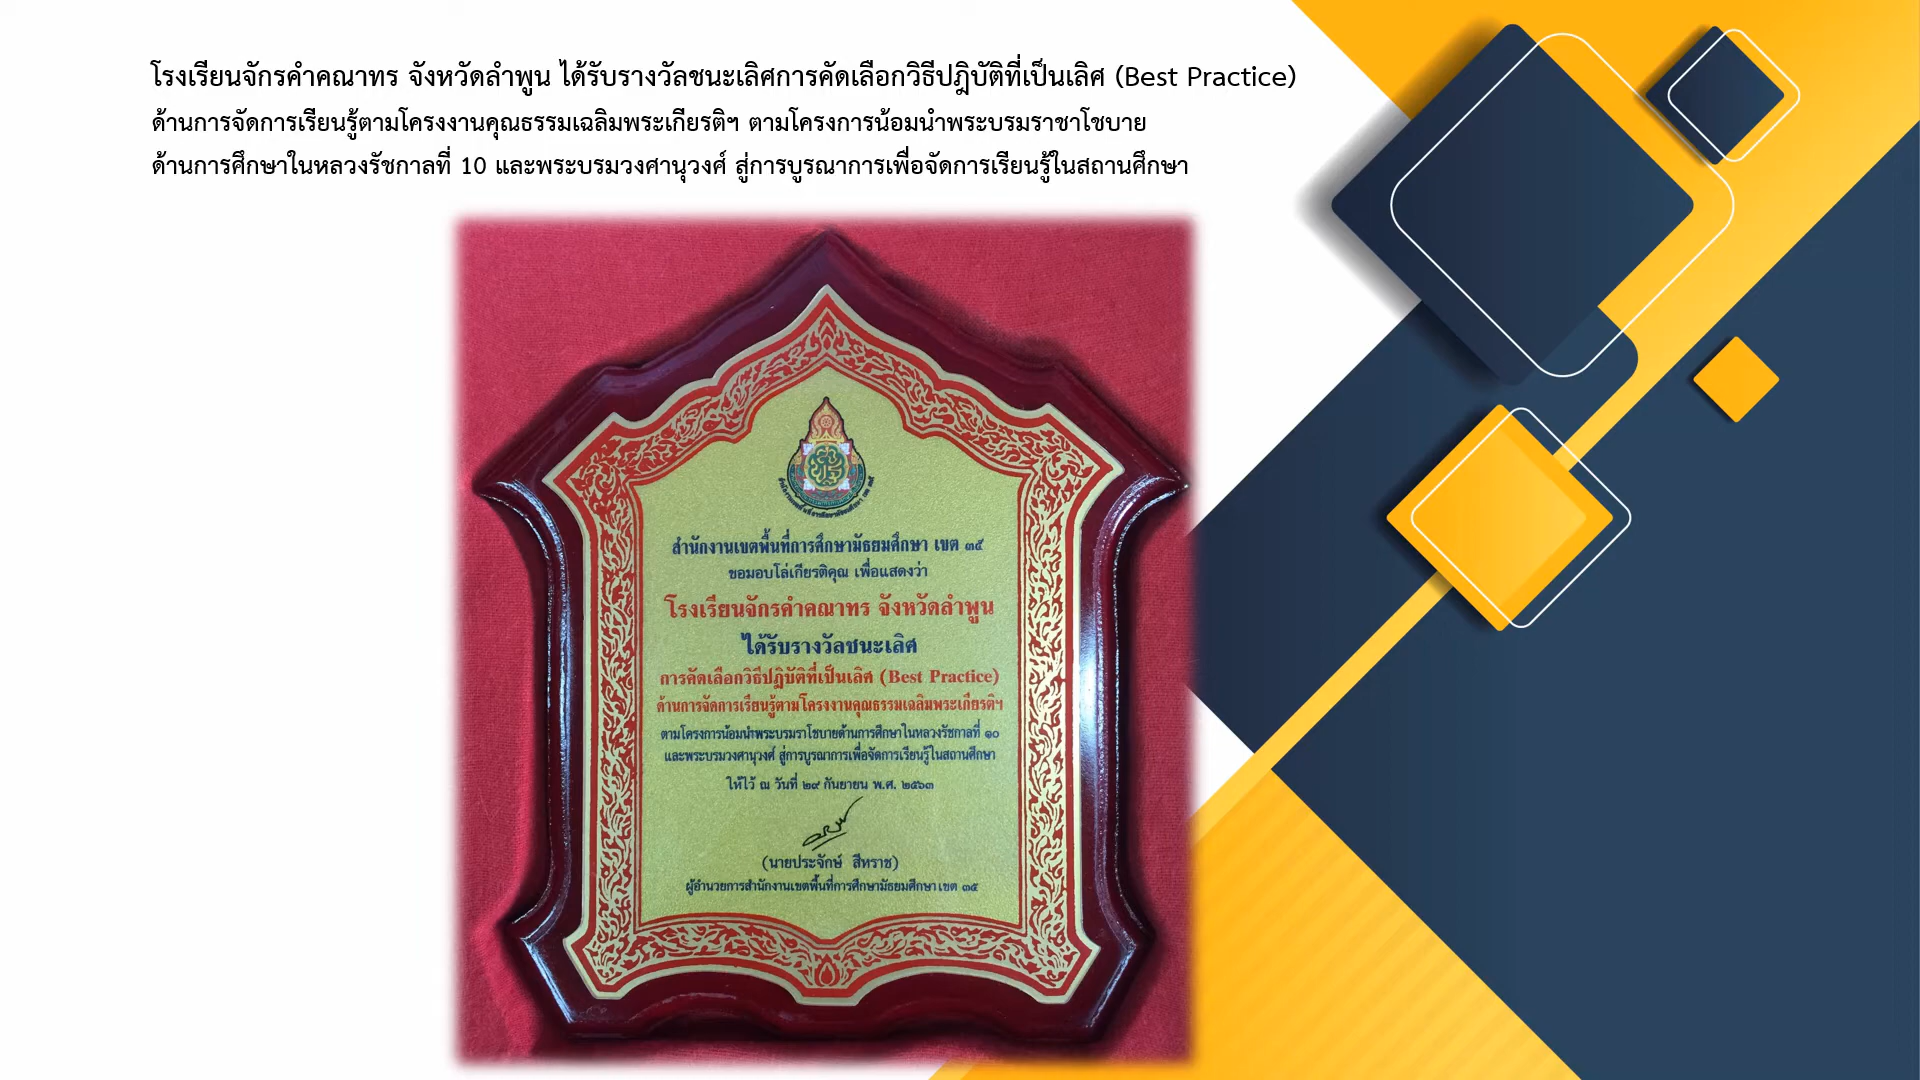 โรงเรียนจักรคำคณาทร จังหวัดลำพูน ได้รับรางวัลชนะเลิศการคัดเลือกวิธีปฎิบัติที่เป็นเลิศ (Best Practice)
ด้านการจัดการเรียนรู้ตามโครงงานคุณธรรมเฉลิมพระเกียรติฯ ตามโครงการน้อมนำพระบรมราชาโชบาย
ด้านการศึกษาในหลวงรัชกาลที่ 10 และพระบรมวงศานุวงศ์ สู่การบูรณาการเพื่อจัดการเรียนรู้ในสถานศึกษา
สำนักงานเขตพื้นที่การศึกษามัธยมศึกษา เขต ๓๕
ขอมอบโล่เกียรติคุณ เพื่อแสดงว่า
โรงเรียนจักรคำคณาทร จังหวัดลำพูน
ได้รับรางวัลชนะเลิศ
การคัดเลือกวิธีปฎิบัติที่เป็นเลิศ (Best Practice)
ด้านการจัดการเรียนรู้ตามโครงงานคุณธรรมเฉลิมพระเกียรติฯ
ตามโครงการน้อมนำพระบรมราโชบายด้านการศึกษาในหลวงรัชกาลที่ ๑๐
และพระบรมวงศานุวงศ์ สู่การบูรณาการเพื่อจัดการเรียนรู้ในสถานศึกษา
ให้ไว้ ณ วันที่ ๒๙ กันยายน พ.ศ. ๒๕๖๓
(นายประจักษ์ สีหราช)
ผู้อำนวยการสำนักงานเขตพื้นที่การศึกษามัธยมศึกษา เขต ๓๕